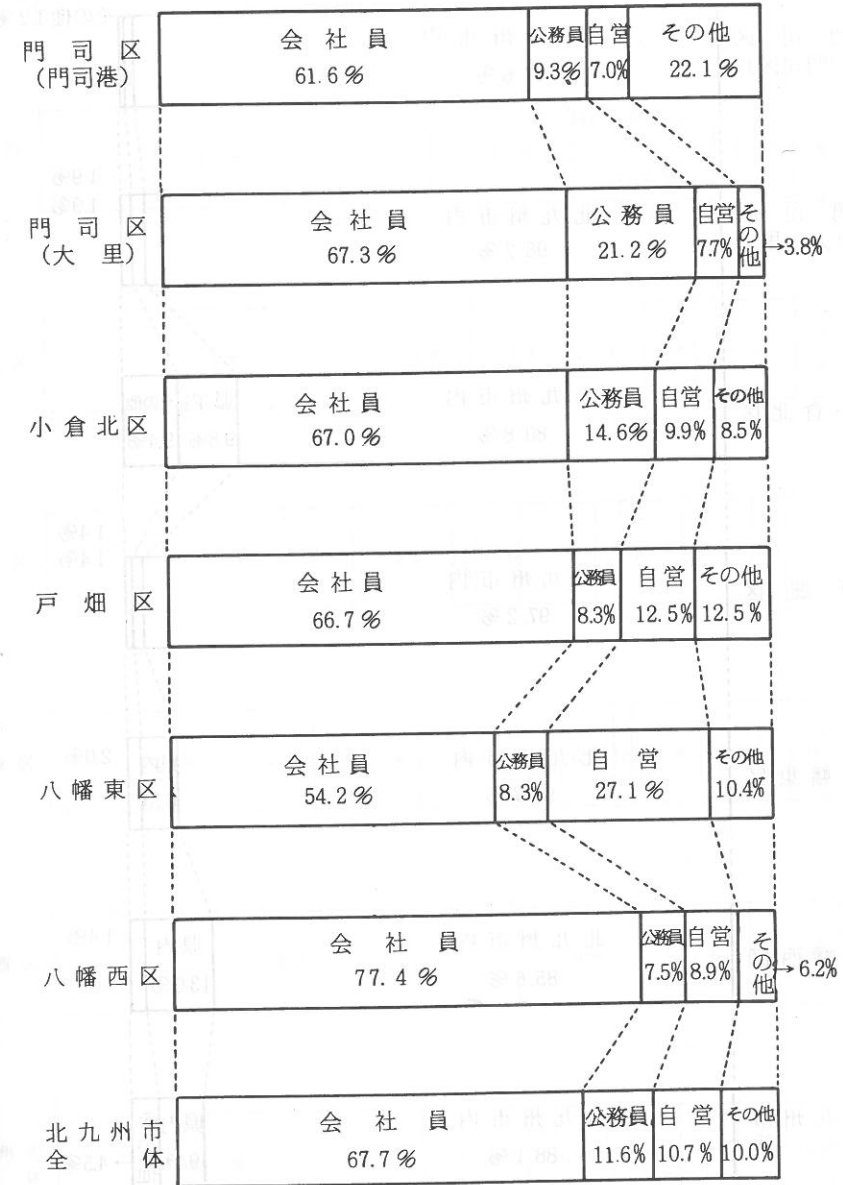 門司区
(門司港)
会社員 公務員 自営 その他
61.6% 9.3% 7.0% 22.1%
門司区
(大里)
会社員 公務員 自営 その他
67.3% 21.2% 7.7% →3.8%
小倉北区
会社員 公務員 自営 その他
67.0% 14.6% 9.9% 8.5%
戸畑区
会社員 公務員 自営 その他
66.7% 8.3% 12.5% 12.5%
八幡東区
会社員 公務員 自営 その他
54.2% 8.3% 27.1% 10.4%
八幡西区
会社員 公務員 自営 その他
77.4% 7.5% 8.9% →6.2%
北九州市
全体
会社員 公務員 自営 その他
67.7% 11.6% 10.7% 10.0%